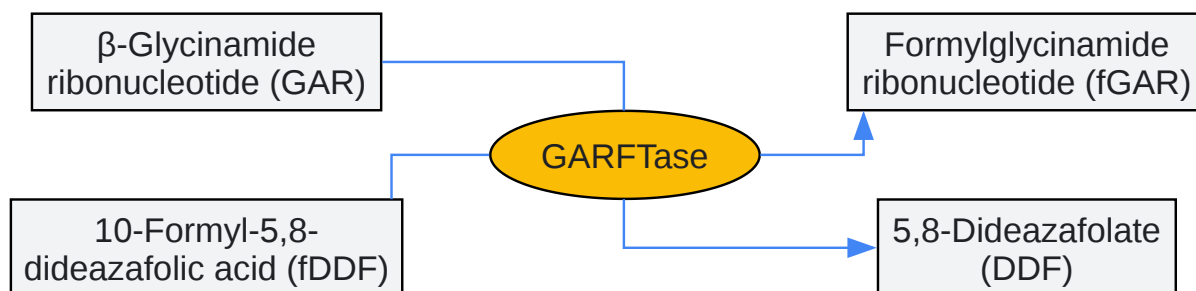 β-Glycinamide
ribonucleotide (GAR)
Formylglycinamide
ribonucleotide (fGAR)
GARFTase
10-Formyl-5,8-
dideazafolic acid (fDDF)
5,8-Dideazafolate
(DDF)